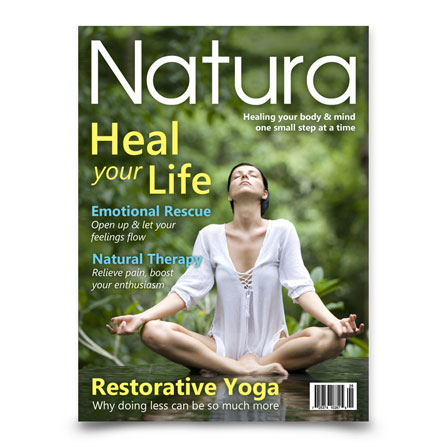 Natura
Healing your body & mind
one small step at a time
Heal
your Life
Emotional Rescue
Open up & let your
feelings flow
Natural Therapy
Relieve pain, boost
your enthusiasm
Restorative Yoga
Why doing less can be so much more